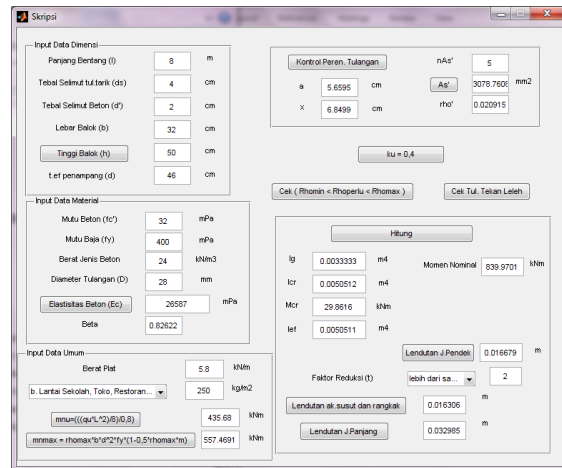 Skripsi
Input Data Dimensi
Panjang Bentang (l) 8 m
Tebal Selimut tul.tarik (ds) 4 cm
Tebal Selimut Beton (d') 2 cm
Lebar Balok (b) 32 cm
Tinggi Balok (h) 50 cm
t.ef penampang (d) 46 cm
Input Data Material
Mutu Beton (fc') 32 mPa
Mutu Baja (fy) 400 mPa
Berat Jenis Beton 24 kN/m3
Diameter Tulangan (D) 28 mm
Elastisitas Beton (Ec) 26587 mPa
Beta 0.82622
Input Data Umum
Berat Plat 5.8 kN/m
b. Lantai Sekolah, Toko, Restoran... 250 kg/m2
mnu=(((qu*L^2)/8)/0,8) 435.68 kNm
mnmax = rhomax*b*d^2*fy*(1-0,5*rhomax*m) 557.4691 kNm
Kontrol Peren. Tulangan nAs' 5
a 5.6595 cm As' 3078.7608 mm2
x 6.8499 cm rho' 0.020915
ku = 0,4
Cek ( Rhomin < Rhoperlu < Rhomax ) Cek Tul. Tekan Leleh
Hitung
Ig 0.0033333 m4 Momen Nominal 839.9701 kNm
Icr 0.0050512 m4
Mcr 29.8616 kNm
Ief 0.0050511 m4
Lendutan J.Pendek 0.016679 m
Faktor Reduksi (t) lebih dari sa... 2
Lendutan ak.susut dan rangkak 0.016306 m
Lendutan J.Panjang 0.032985 m